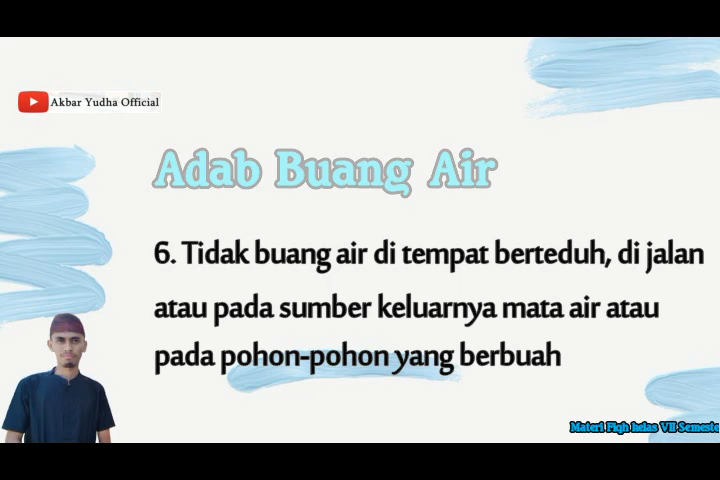 Akbar Yudha Official
Adab Buang Air
6. Tidak buang air di tempat berteduh, di jalan
atau pada sumber keluarnya mata air atau
pada pohon-pohon yang berbuah
Materi Fiqh kelas VII Semeste